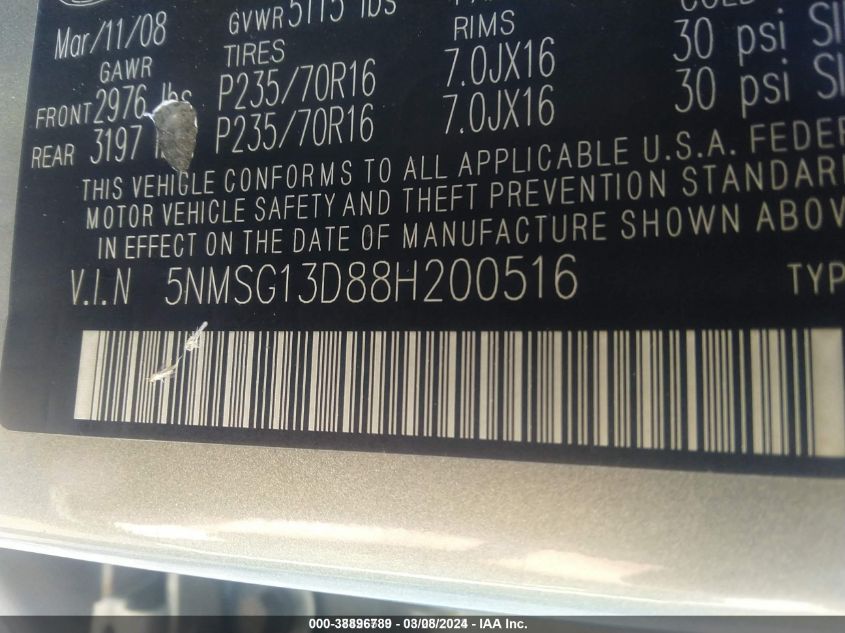 Mar/11/08 GVWR 5115 lbs
GAWR TIRES RIMS COLD
FRONT 2976 lbs P235/70R16 7.0JX16 30 psi
REAR 3197 P235/70R16 7.0JX16 30 psi
THIS VEHICLE CONFORMS TO ALL APPLICABLE U.S.A. FEDER
MOTOR VEHICLE SAFETY AND THEFT PREVENTION STANDAR
IN EFFECT ON THE DATE OF MANUFACTURE SHOWN ABOV
V.I.N 5NMSG13D88H200516 TYP
000-38896789 - 03/08/2024 - IAA Inc.